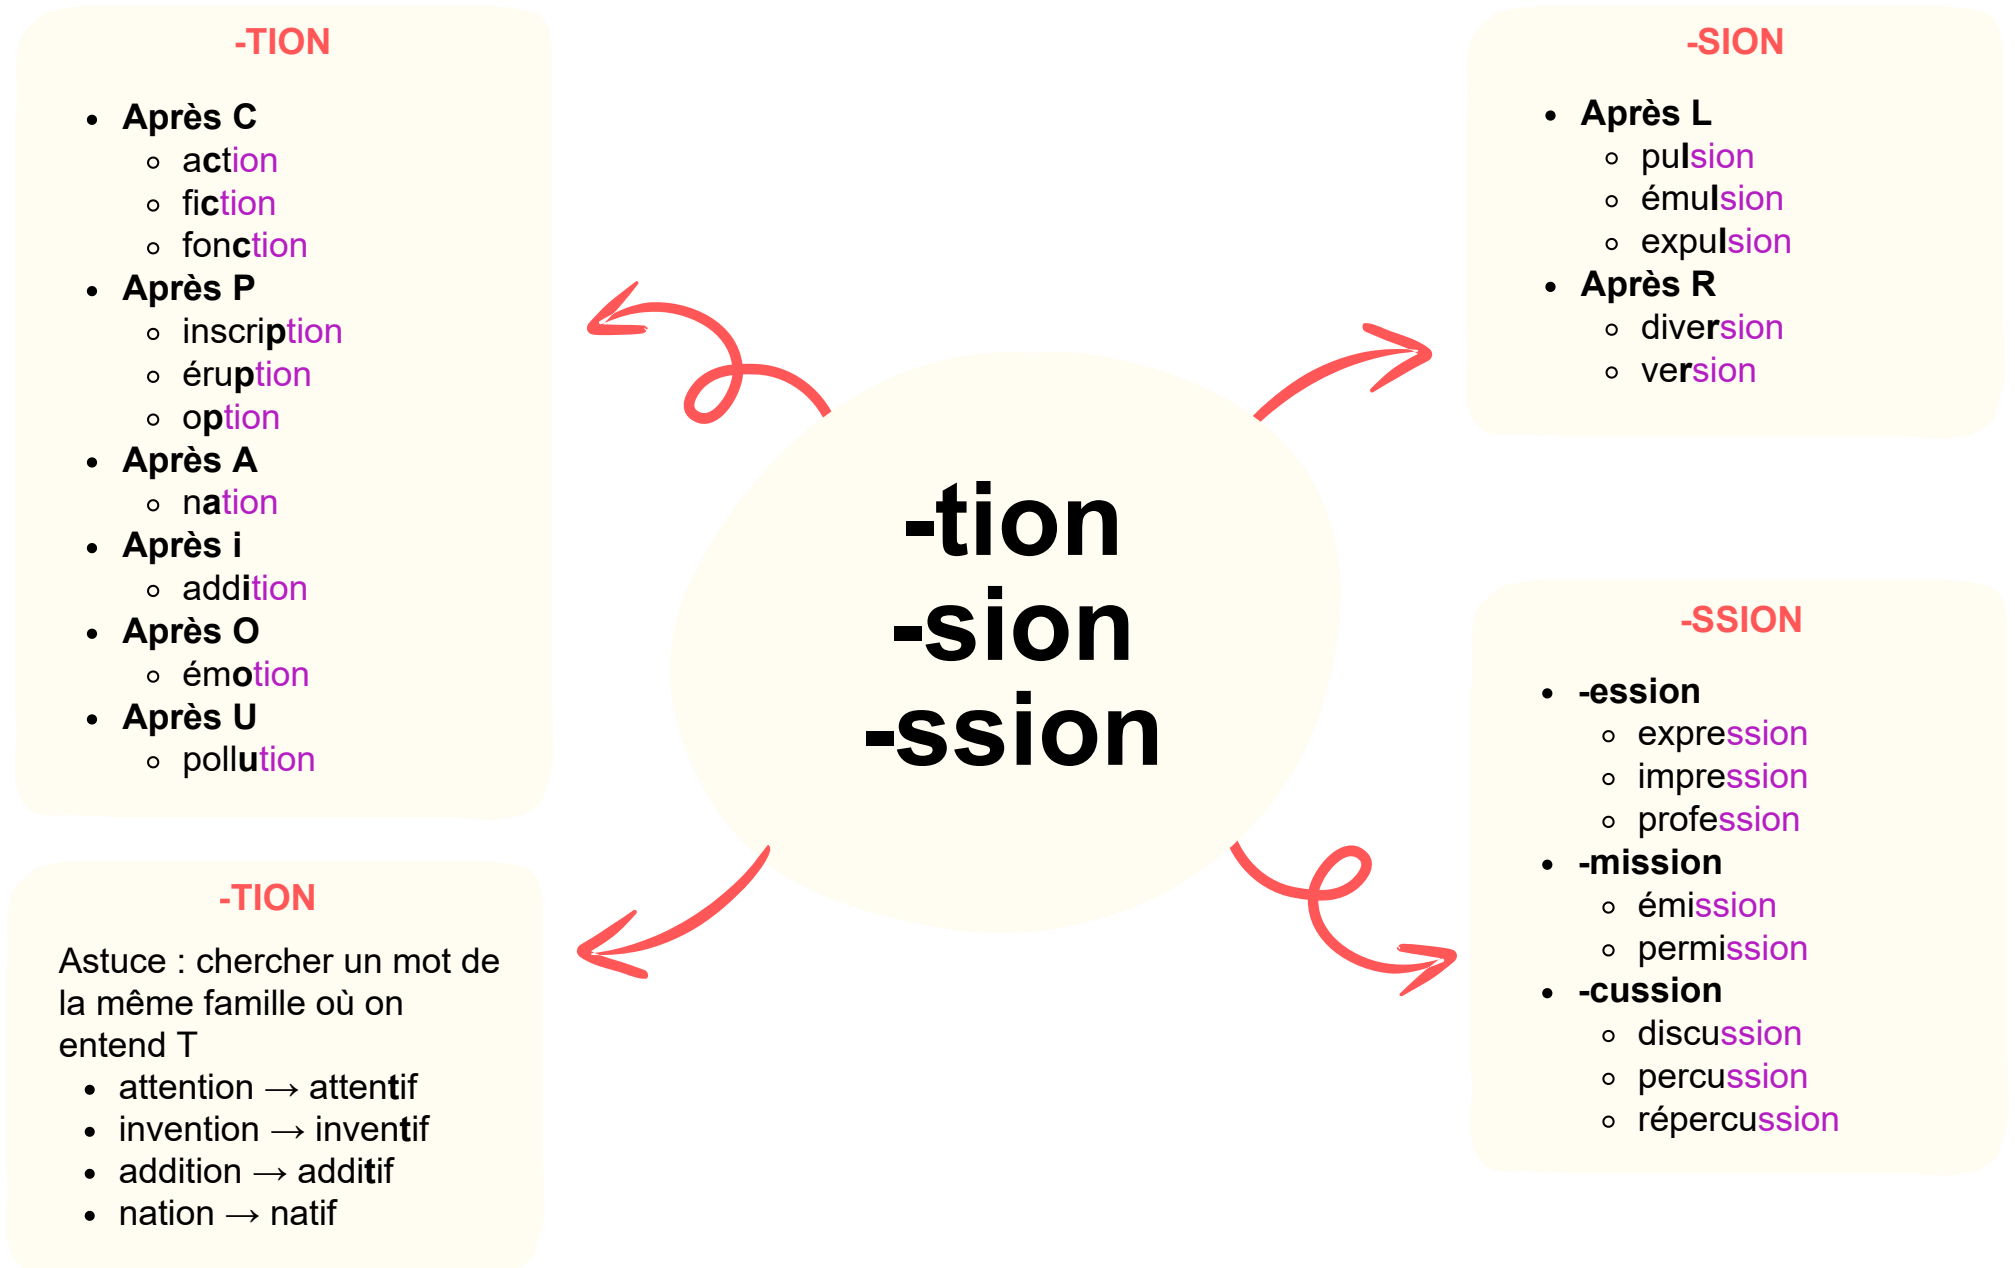 -TION
Après C
action
fiction
fonction
Après P
inscription
éruption
option
Après A
nation
Après i
addition
Après O
émotion
Après U
pollution
-TION
Astuce : chercher un mot de
la même famille où on
entend T
attention → attentif
invention → inventif
addition → additif
nation → natif
-tion
-sion
-ssion
-SION
Après L
pulsion
émulsion
expulsion
Après R
diversion
version
-SSION
-ession
expression
impression
profession
-mission
émission
permission
-cussion
discussion
percussion
répercussion